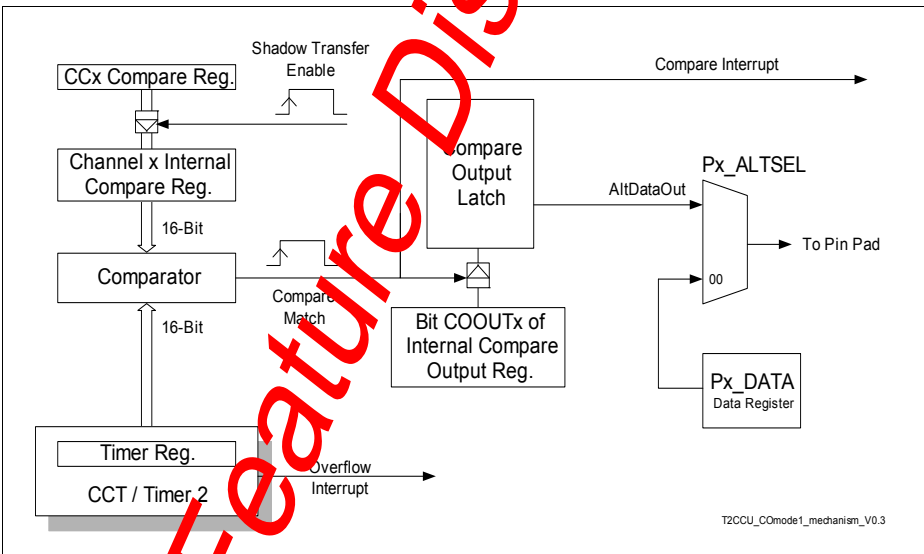 Shadow Transfer
Enable
CCx Compare Reg.
Compare Interrupt
Channel x Internal
Compare Reg.
Compare
Output
Latch
Px_ALTSEL
AltDataOut
16-Bit
To Pin Pad
Comparator
00
Compare
Match
16-Bit
Bit COOUTx of
Internal Compare
Output Reg.
Px_DATA
Data Register
Timer Reg.
CCT / Timer 2
Overflow
Interrupt
T2CCU_COmode1_mechanism_V0.3
Feature Dis